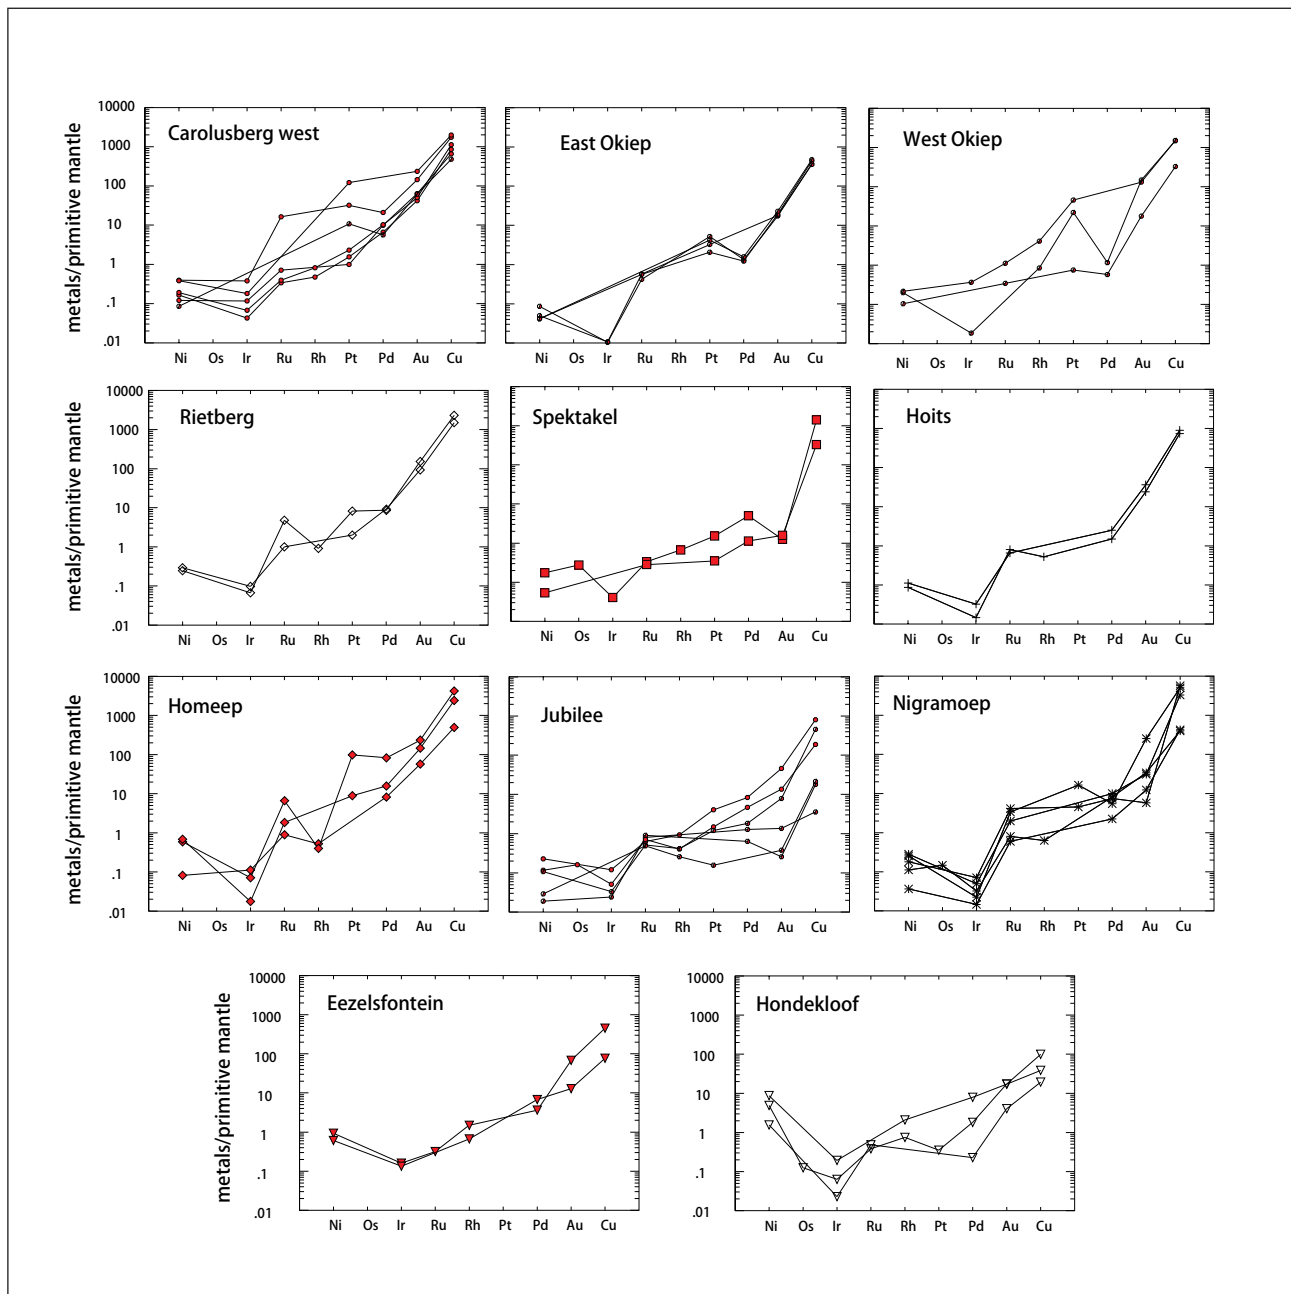 10000
1000
100
10
1
.1
.01
metals/primitive mantle
Carolusberg west
Ni Os Ir Ru Rh Pt Pd Au Cu
East Okiep
Ni Os Ir Ru Rh Pt Pd Au Cu
West Okiep
Ni Os Ir Ru Rh Pt Pd Au Cu
10000
1000
100
10
1
.1
.01
metals/primitive mantle
Rietberg
Ni Os Ir Ru Rh Pt Pd Au Cu
Spektakel
Ni Os Ir Ru Rh Pt Pd Au Cu
Hoits
Ni Os Ir Ru Rh Pt Pd Au Cu
10000
1000
100
10
1
.1
.01
metals/primitive mantle
Homeep
Ni Os Ir Ru Rh Pt Pd Au Cu
Jubilee
Ni Os Ir Ru Rh Pt Pd Au Cu
Nigramoep
Ni Os Ir Ru Rh Pt Pd Au Cu
10000
1000
100
10
1
.1
.01
metals/primitive mantle
Eezelsfontein
Ni Os Ir Ru Rh Pt Pd Au Cu
10000
1000
100
10
1
.1
.01
Hondekloof
Ni Os Ir Ru Rh Pt Pd Au Cu